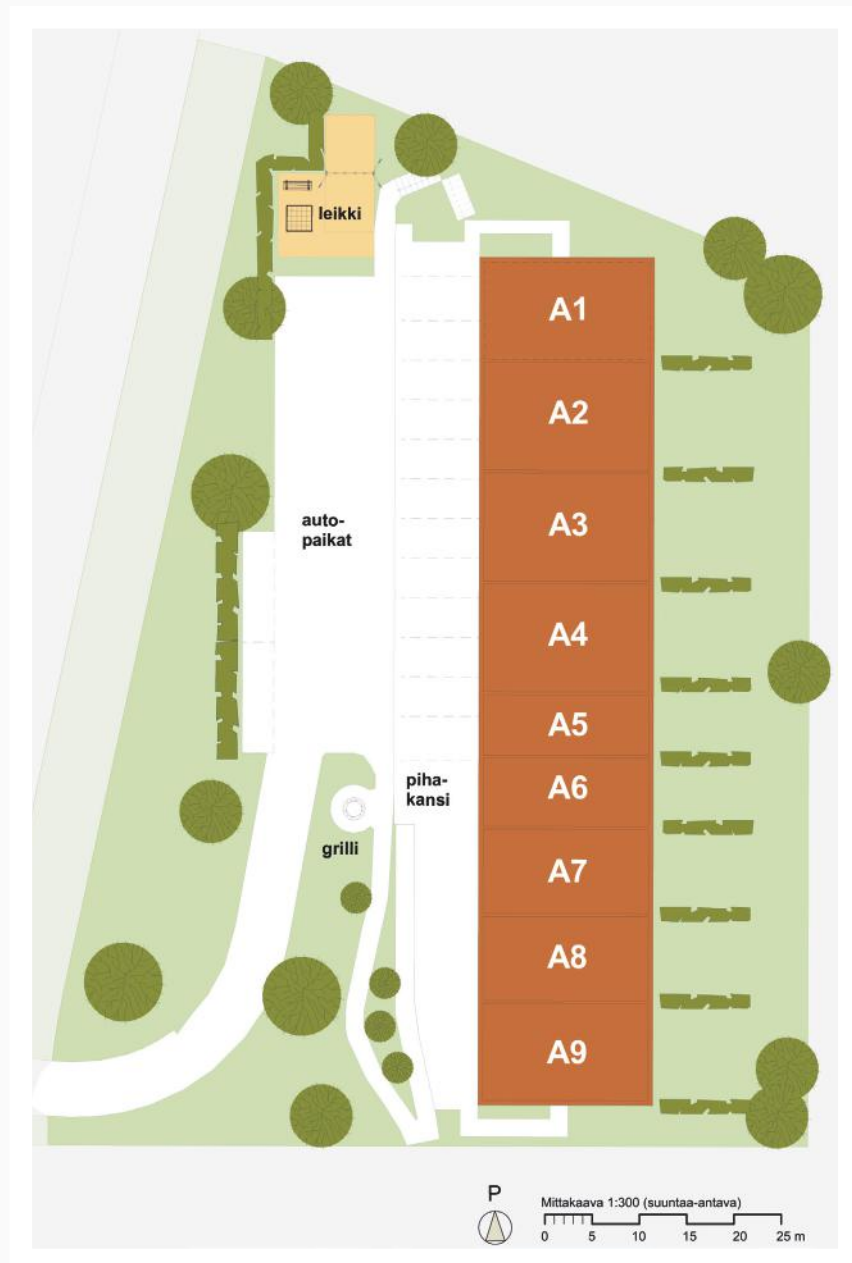 leikki
A1
A2
A3
auto-
paikat
A4
A5
piha-
kansi
A6
grilli
A7
A8
A9
P
Mittakaava 1:300 (suuntaa-antava)
0 5 10 15 20 25 m